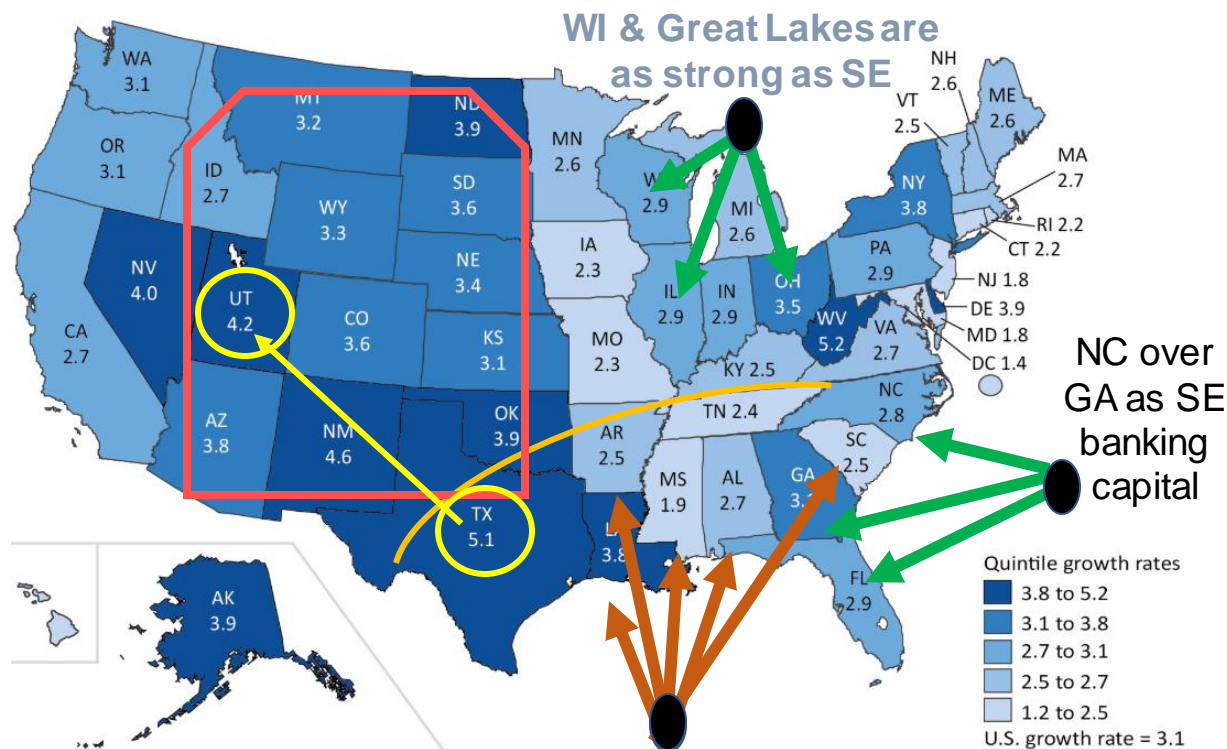 WI & Great Lakes are
as strong as SE
WA
3.1
MT
3.2
ND
3.9
MN
2.6
NH
2.6
VT
2.5
ME
2.6
OR
3.1
ID
2.7
SD
3.6
2.9
MI
2.6
NY
3.8
MA
2.7
WY
3.3
RI 2.2
CT 2.2
NV
4.0
UT
4.2
NE
3.4
IA
2.3
IL
2.9
IN
2.9
OH
3.5
PA
2.9
NJ 1.8
DE 3.9
MD 1.8
DC 1.4
CA
2.7
CO
3.6
KS
3.1
MO
2.3
WV
5.2
VA
2.7
KY 2.5
NC over
GA as SE
banking
capital
AZ
3.8
NM
4.6
OK
3.9
AR
2.5
TN 2.4
NC
2.8
SC
2.5
MS
1.9
AL
2.7
GA
TX
5.1
3.8
FL
2.9
AK
3.9
Quintile growth rates
3.8 to 5.2
3.1 to 3.8
2.7 to 3.1
2.5 to 2.7
1.2 to 2.5
U.S. growth rate = 3.1